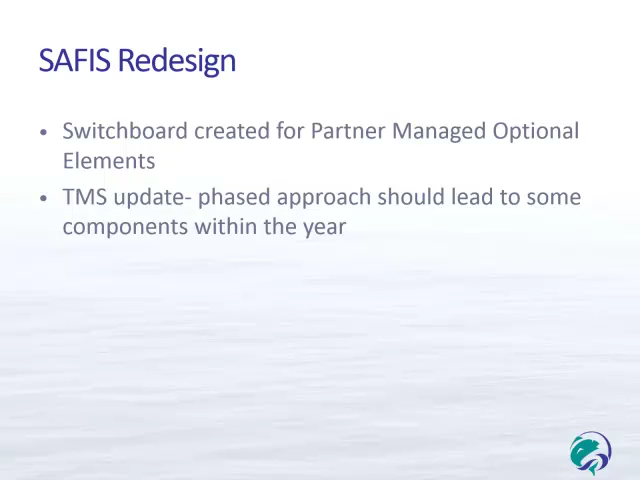 SAFIS Redesign
• Switchboard created for Partner Managed Optional
Elements
• TMS update- phased approach should lead to some
components within the year